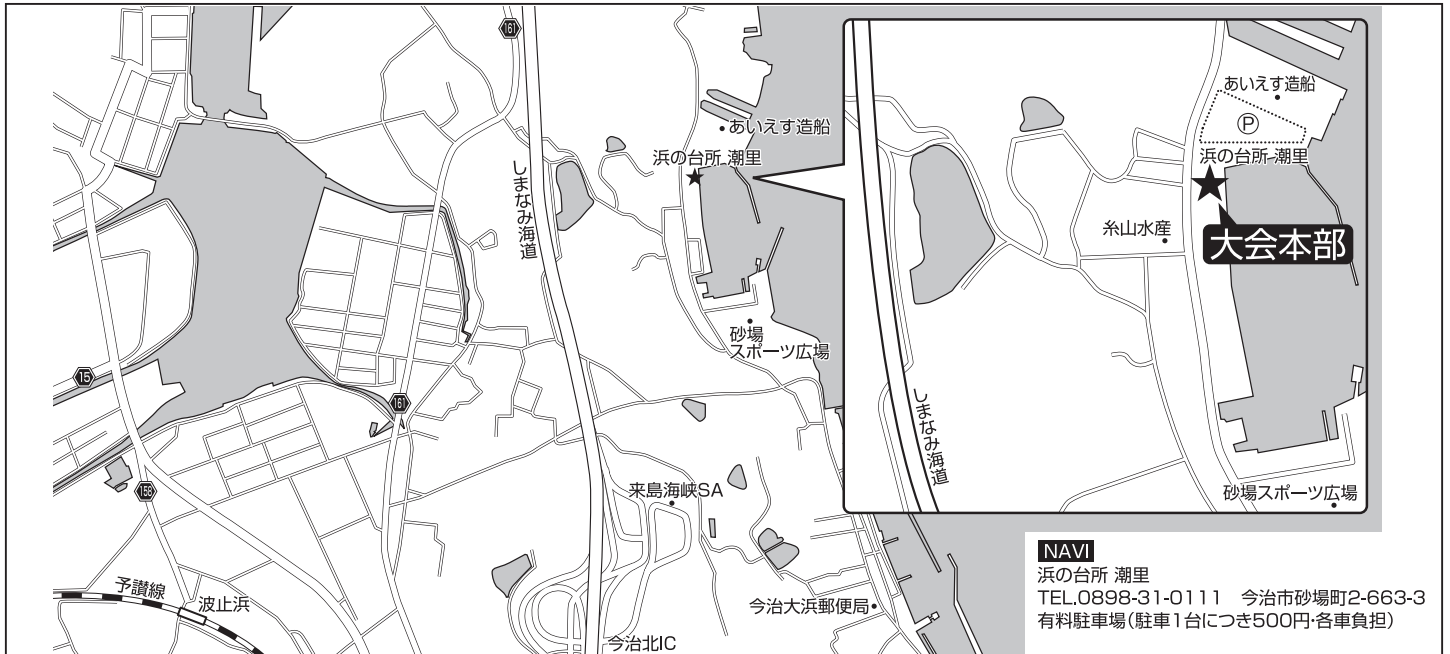 161
あいえす造船
浜の台所 潮里
しまなみ海道
砂場
スポーツ広場
15
161
158
来島海峡SA
予讃線
波止浜
今治大浜郵便局
今治北IC
あいえす造船
P
浜の台所 潮里
糸山水産
大会本部
しまなみ海道
砂場スポーツ広場
NAVI
浜の台所 潮里
TEL.0898-31-0111 今治市砂場町2-663-3
有料駐車場(駐車1台につき500円・各車負担)